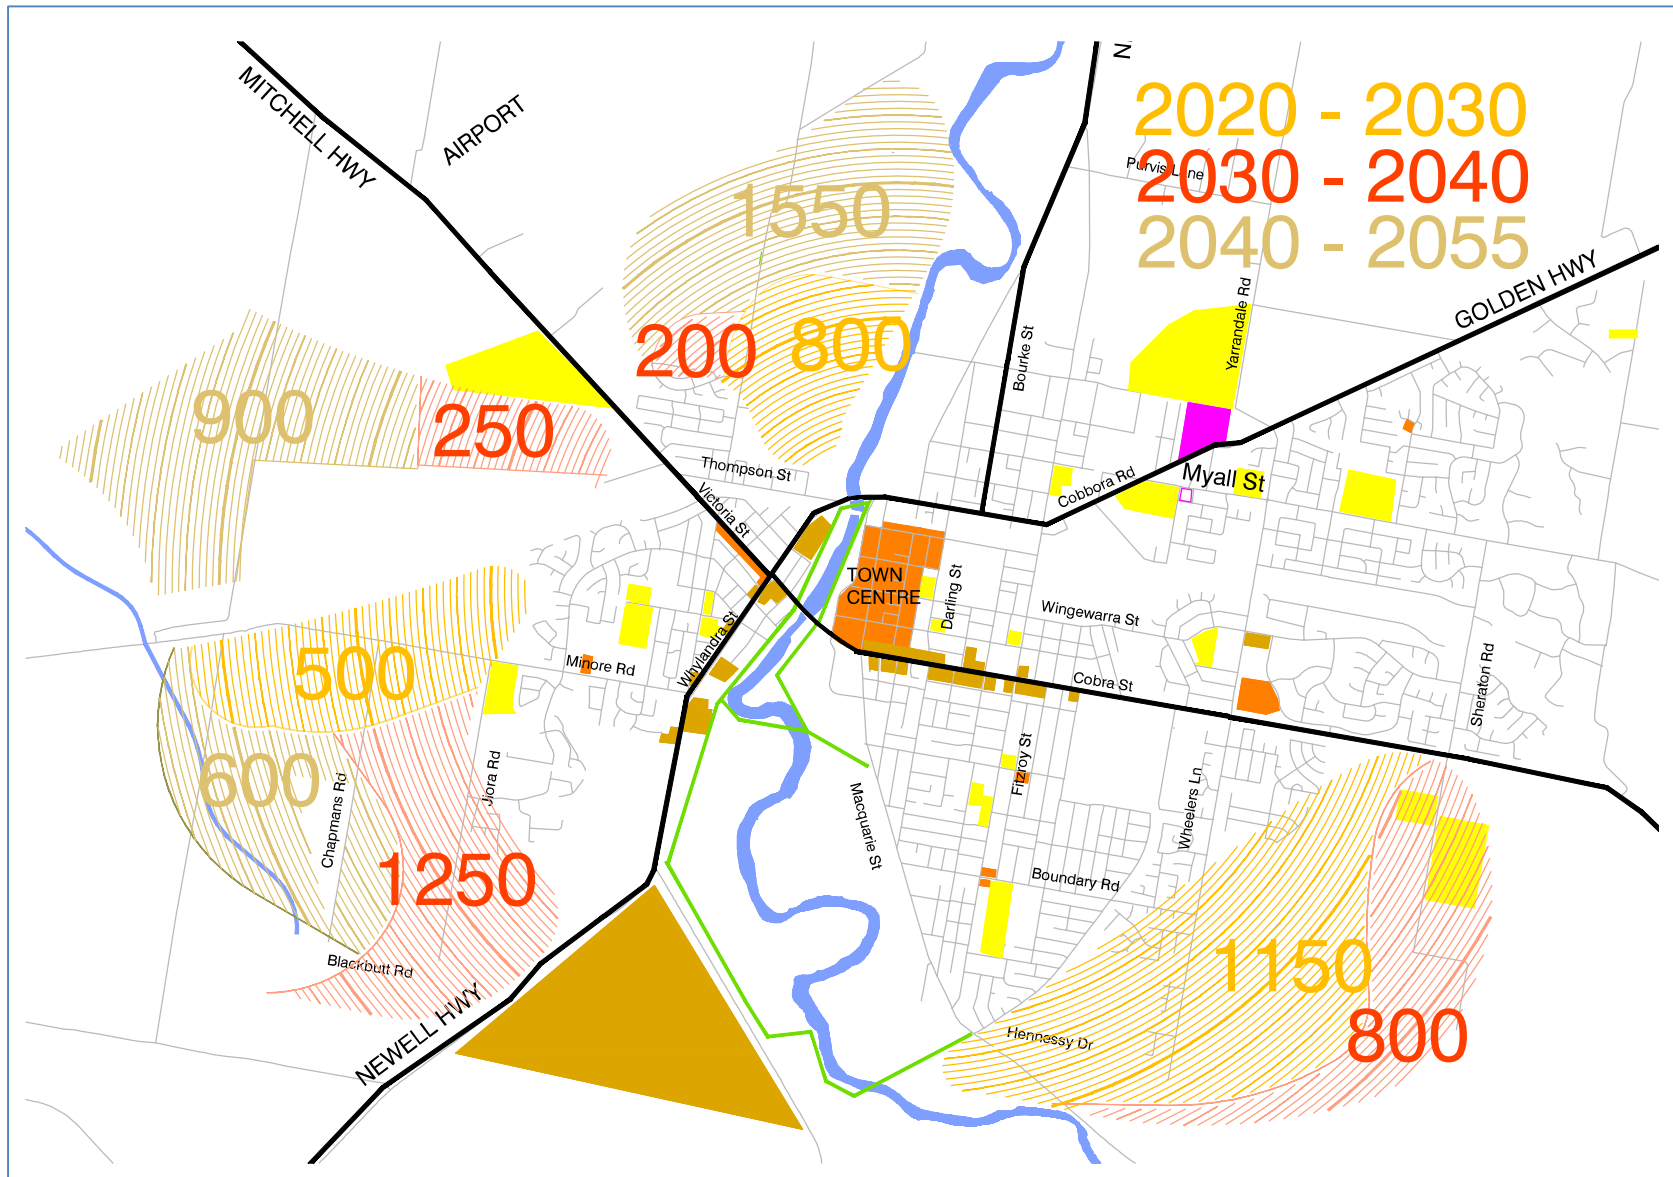 N
MITCHELL HWY
AIRPORT
2020 - 2030
Purvis Lane
2030 - 2040
2040 - 2055
1550
GOLDEN HWY
Yarrandale Rd
Bourke St
200
800
900
250
Thompson St
Victoria St
Cobbora Rd
Myall St
TOWN
CENTRE
Darling St
Wingewarra St
Whylandra St
Minore Rd
500
Cobra St
Sheraton Rd
600
Chapmans Rd
Jiora Rd
Fitzroy St
Macquarie St
Wheelers Ln
1250
Boundary Rd
Blackbutt Rd
1150
NEWELL HWY
Hennessy Dr
800